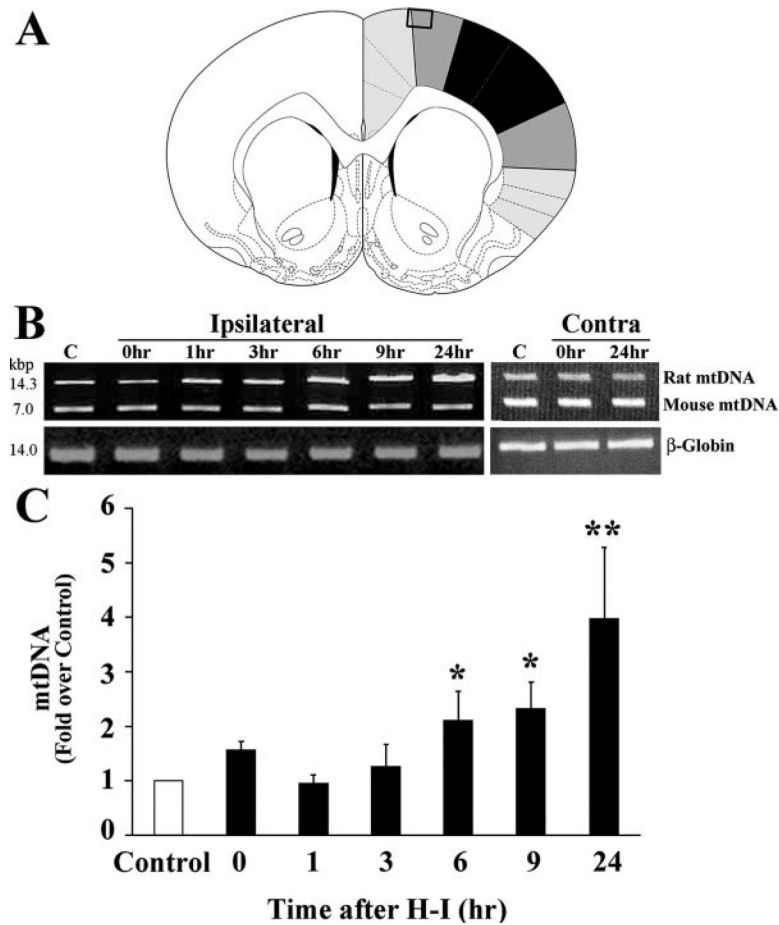 A
B
Ipsilateral
Contra
kbp
C 0hr 1hr 3hr 6hr 9hr 24hr
C 0hr 24hr
14.3
Rat mtDNA
7.0
Mouse mtDNA
14.0
β-Globin
C
mtDNA
(Fold over Control)
6
5
4
3
2
1
0
*
*
**
Control 0 1 3 6 9 24
Time after H-I (hr)